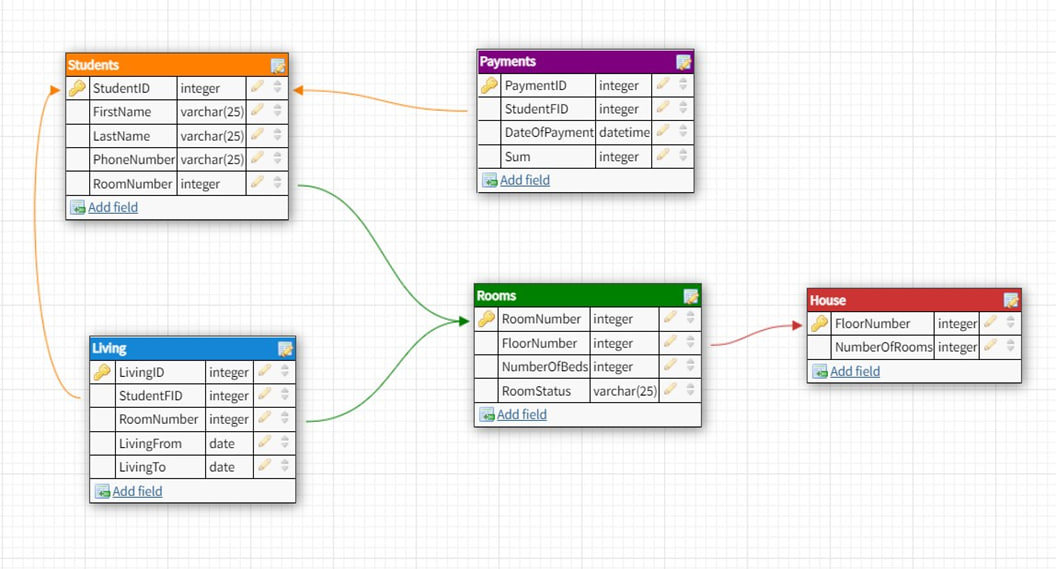 Students
StudentID integer
FirstName varchar(25)
LastName varchar(25)
PhoneNumber varchar(25)
RoomNumber integer
Add field
Payments
PaymentID integer
StudentFID integer
DateOfPayment datetime
Sum integer
Add field
Living
LivingID integer
StudentFID integer
RoomNumber integer
LivingFrom date
LivingTo date
Add field
Rooms
RoomNumber integer
FloorNumber integer
NumberOfBeds integer
RoomStatus varchar(25)
Add field
House
FloorNumber integer
NumberOfRooms integer
Add field